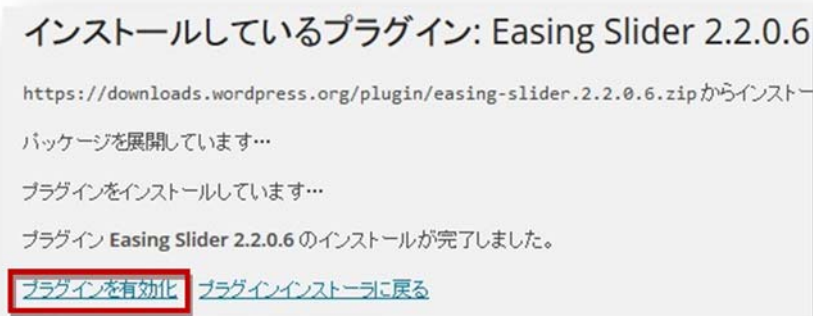 インストールしているプラグイン: Easing Slider 2.2.0.6
https://downloads.wordpress.org/plugin/easing-slider.2.2.0.6.zipからインストー
パッケージを展開しています…
プラグインをインストールしています…
プラグイン Easing Slider 2.2.0.6 のインストールが完了しました。
プラグインを有効化 プラグインインストーラに戻る